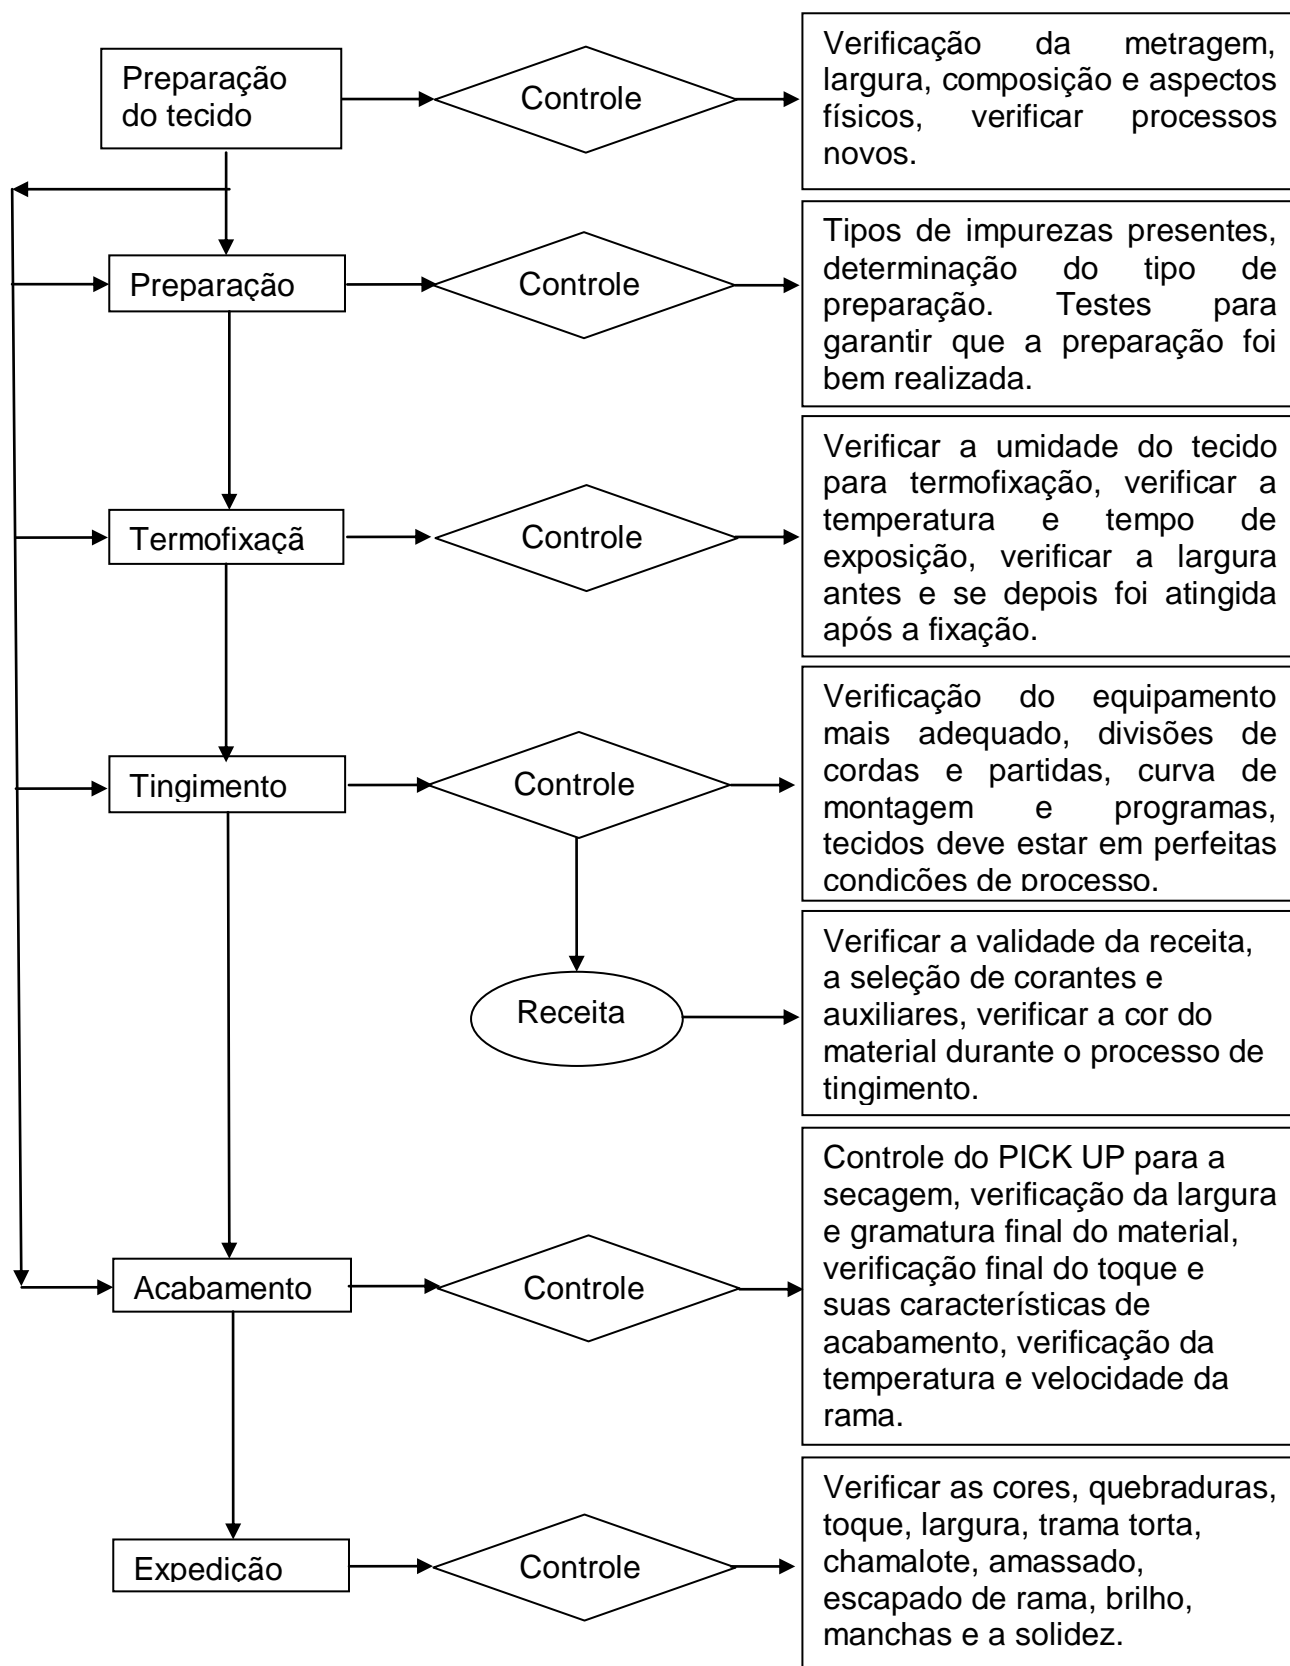 Preparação
do tecido
Controle
Verificação da metragem,
largura, composição e aspectos
físicos, verificar processos
novos.
Preparação
Controle
Tipos de impurezas presentes,
determinação do tipo de
preparação. Testes para
garantir que a preparação foi
bem realizada.
Termofixaçã
Controle
Verificar a umidade do tecido
para termofixação, verificar a
temperatura e tempo de
exposição, verificar a largura
antes e se depois foi atingida
após a fixação.
Tingimento
Controle
Verificação do equipamento
mais adequado, divisões de
cordas e partidas, curva de
montagem e programas,
tecidos deve estar em perfeitas
condições de processo.
Receita
Verificar a validade da receita,
a seleção de corantes e
auxiliares, verificar a cor do
material durante o processo de
tingimento.
Acabamento
Controle
Controle do PICK UP para a
secagem, verificação da largura
e gramatura final do material,
verificação final do toque e
suas características de
acabamento, verificação da
temperatura e velocidade da
rama.
Expedição
Controle
Verificar as cores, quebraduras,
toque, largura, trama torta,
chamalote, amassado,
escapado de rama, brilho,
manchas e a solidez.